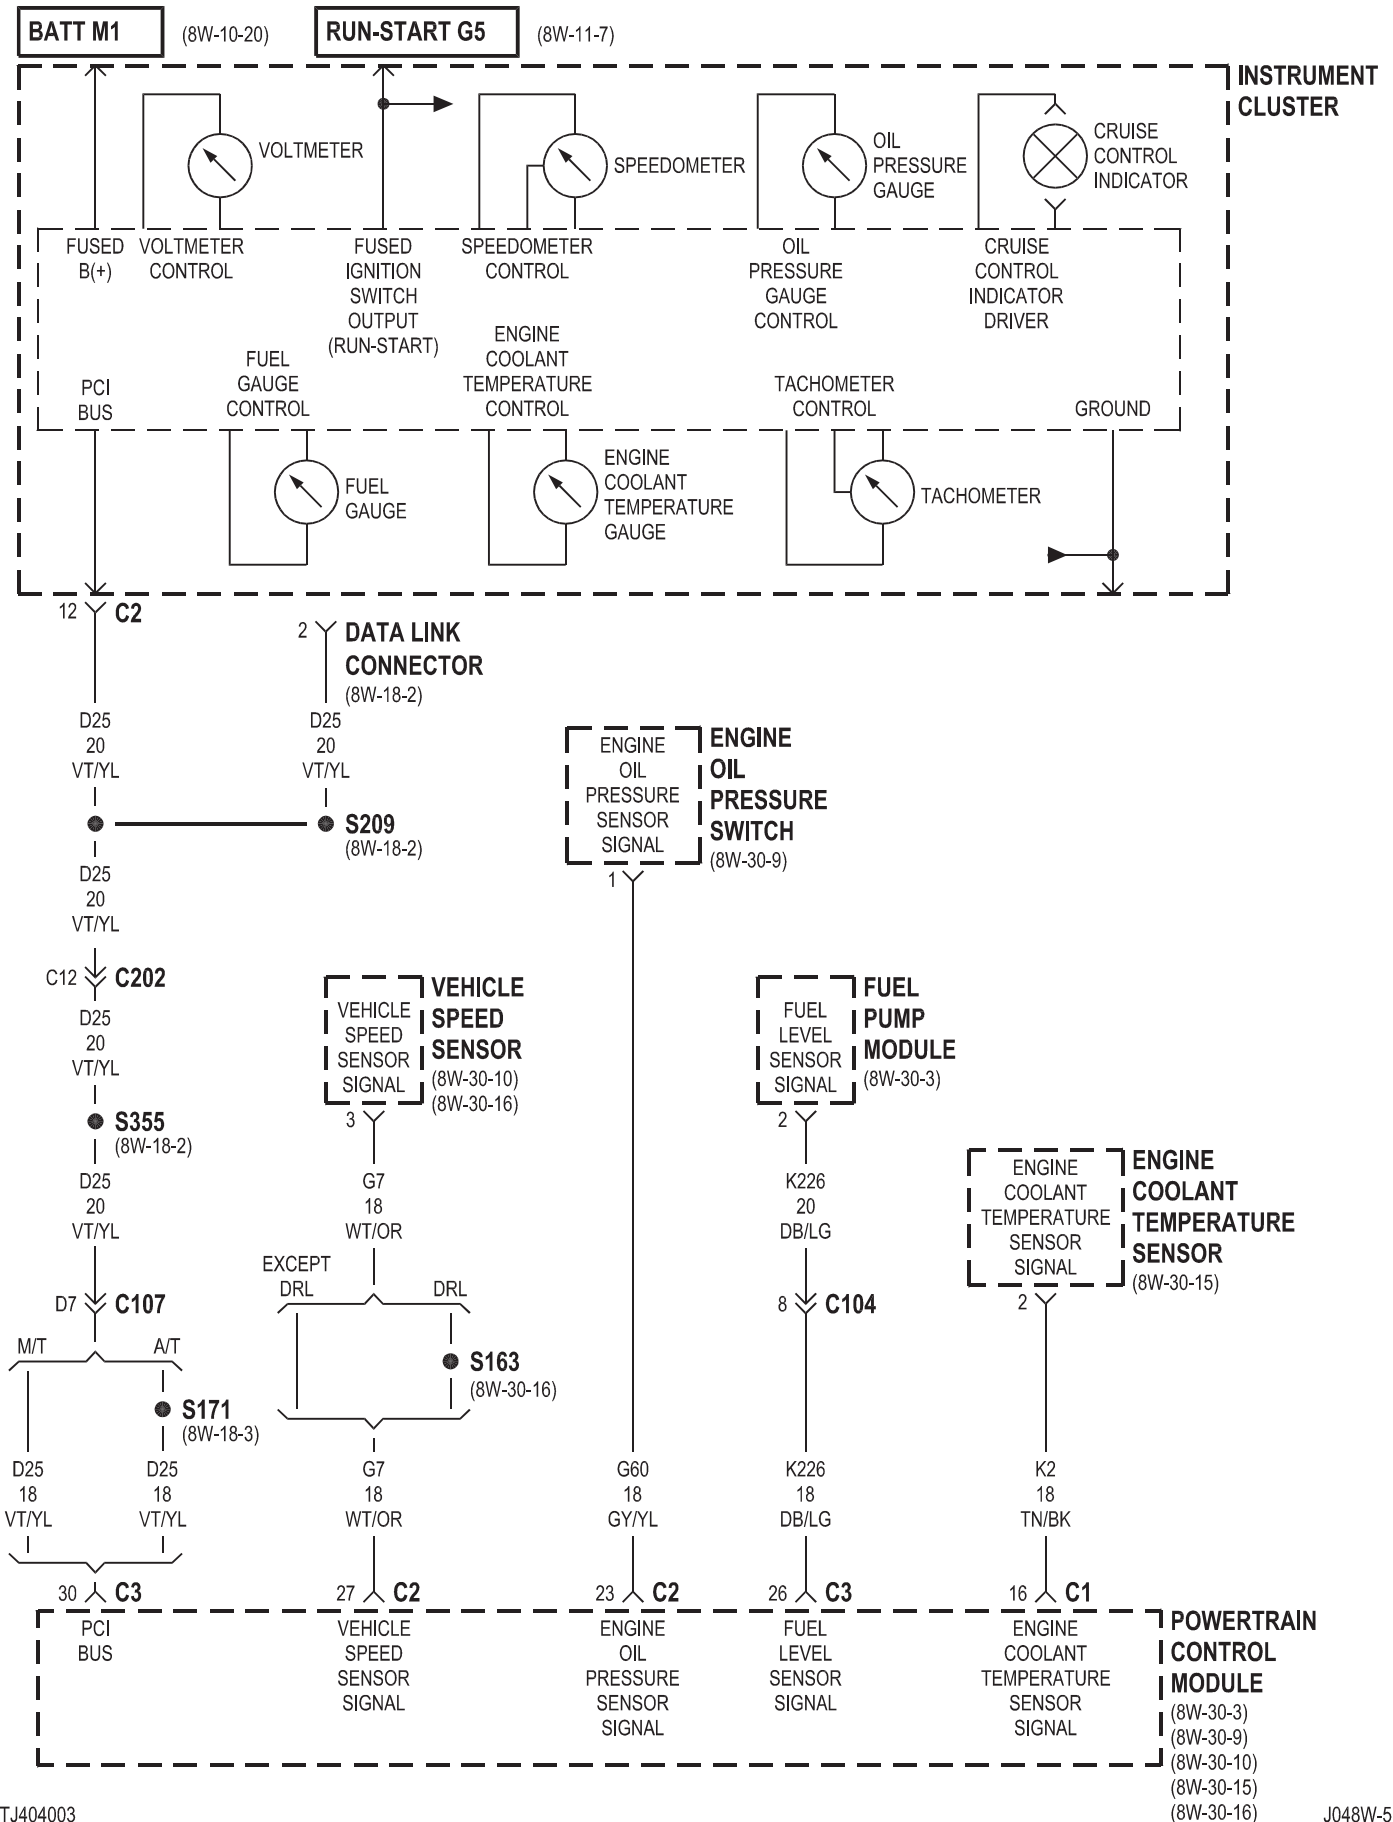 BATT M1
(8W-10-20)
RUN-START G5
(8W-11-7)
INSTRUMENT
CLUSTER
VOLTMETER
SPEEDOMETER
OIL
PRESSURE
GAUGE
CRUISE
CONTROL
INDICATOR
FUSED
B(+)
VOLTMETER
CONTROL
FUSED
IGNITION
SWITCH
OUTPUT
(RUN-START)
SPEEDOMETER
CONTROL
OIL
PRESSURE
GAUGE
CONTROL
CRUISE
CONTROL
INDICATOR
DRIVER
PCI
BUS
FUEL
GAUGE
CONTROL
ENGINE
COOLANT
TEMPERATURE
CONTROL
TACHOMETER
CONTROL
GROUND
FUEL
GAUGE
ENGINE
COOLANT
TEMPERATURE
GAUGE
TACHOMETER
12 C2
2 DATA LINK
CONNECTOR
(8W-18-2)
D25
20
VT/YL
D25
20
VT/YL
S209
(8W-18-2)
ENGINE
OIL
PRESSURE
SENSOR
SIGNAL
ENGINE
OIL
PRESSURE
SWITCH
(8W-30-9)
1
D25
20
VT/YL
C12 C202
D25
20
VT/YL
S355
(8W-18-2)
D25
20
VT/YL
D7 C107
VEHICLE
SPEED
SENSOR
SIGNAL
VEHICLE
SPEED
SENSOR
(8W-30-10)
(8W-30-16)
3
G7
18
WT/OR
EXCEPT
DRL
DRL
S163
(8W-30-16)
FUEL
LEVEL
SENSOR
SIGNAL
FUEL
PUMP
MODULE
(8W-30-3)
2
K226
20
DB/LG
8 C104
ENGINE
COOLANT
TEMPERATURE
SENSOR
SIGNAL
ENGINE
COOLANT
TEMPERATURE
SENSOR
(8W-30-15)
2
M/T
A/T
S171
(8W-18-3)
D25
18
VT/YL
D25
18
VT/YL
G7
18
WT/OR
G60
18
GY/YL
K226
18
DB/LG
K2
18
TN/BK
30 C3
27 C2
23 C2
26 C3
16 C1
PCI
BUS
VEHICLE
SPEED
SENSOR
SIGNAL
ENGINE
OIL
PRESSURE
SENSOR
SIGNAL
FUEL
LEVEL
SENSOR
SIGNAL
ENGINE
COOLANT
TEMPERATURE
SENSOR
SIGNAL
POWERTRAIN
CONTROL
MODULE
(8W-30-3)
(8W-30-9)
(8W-30-10)
(8W-30-15)
(8W-30-16)
TJ404003
J048W-5